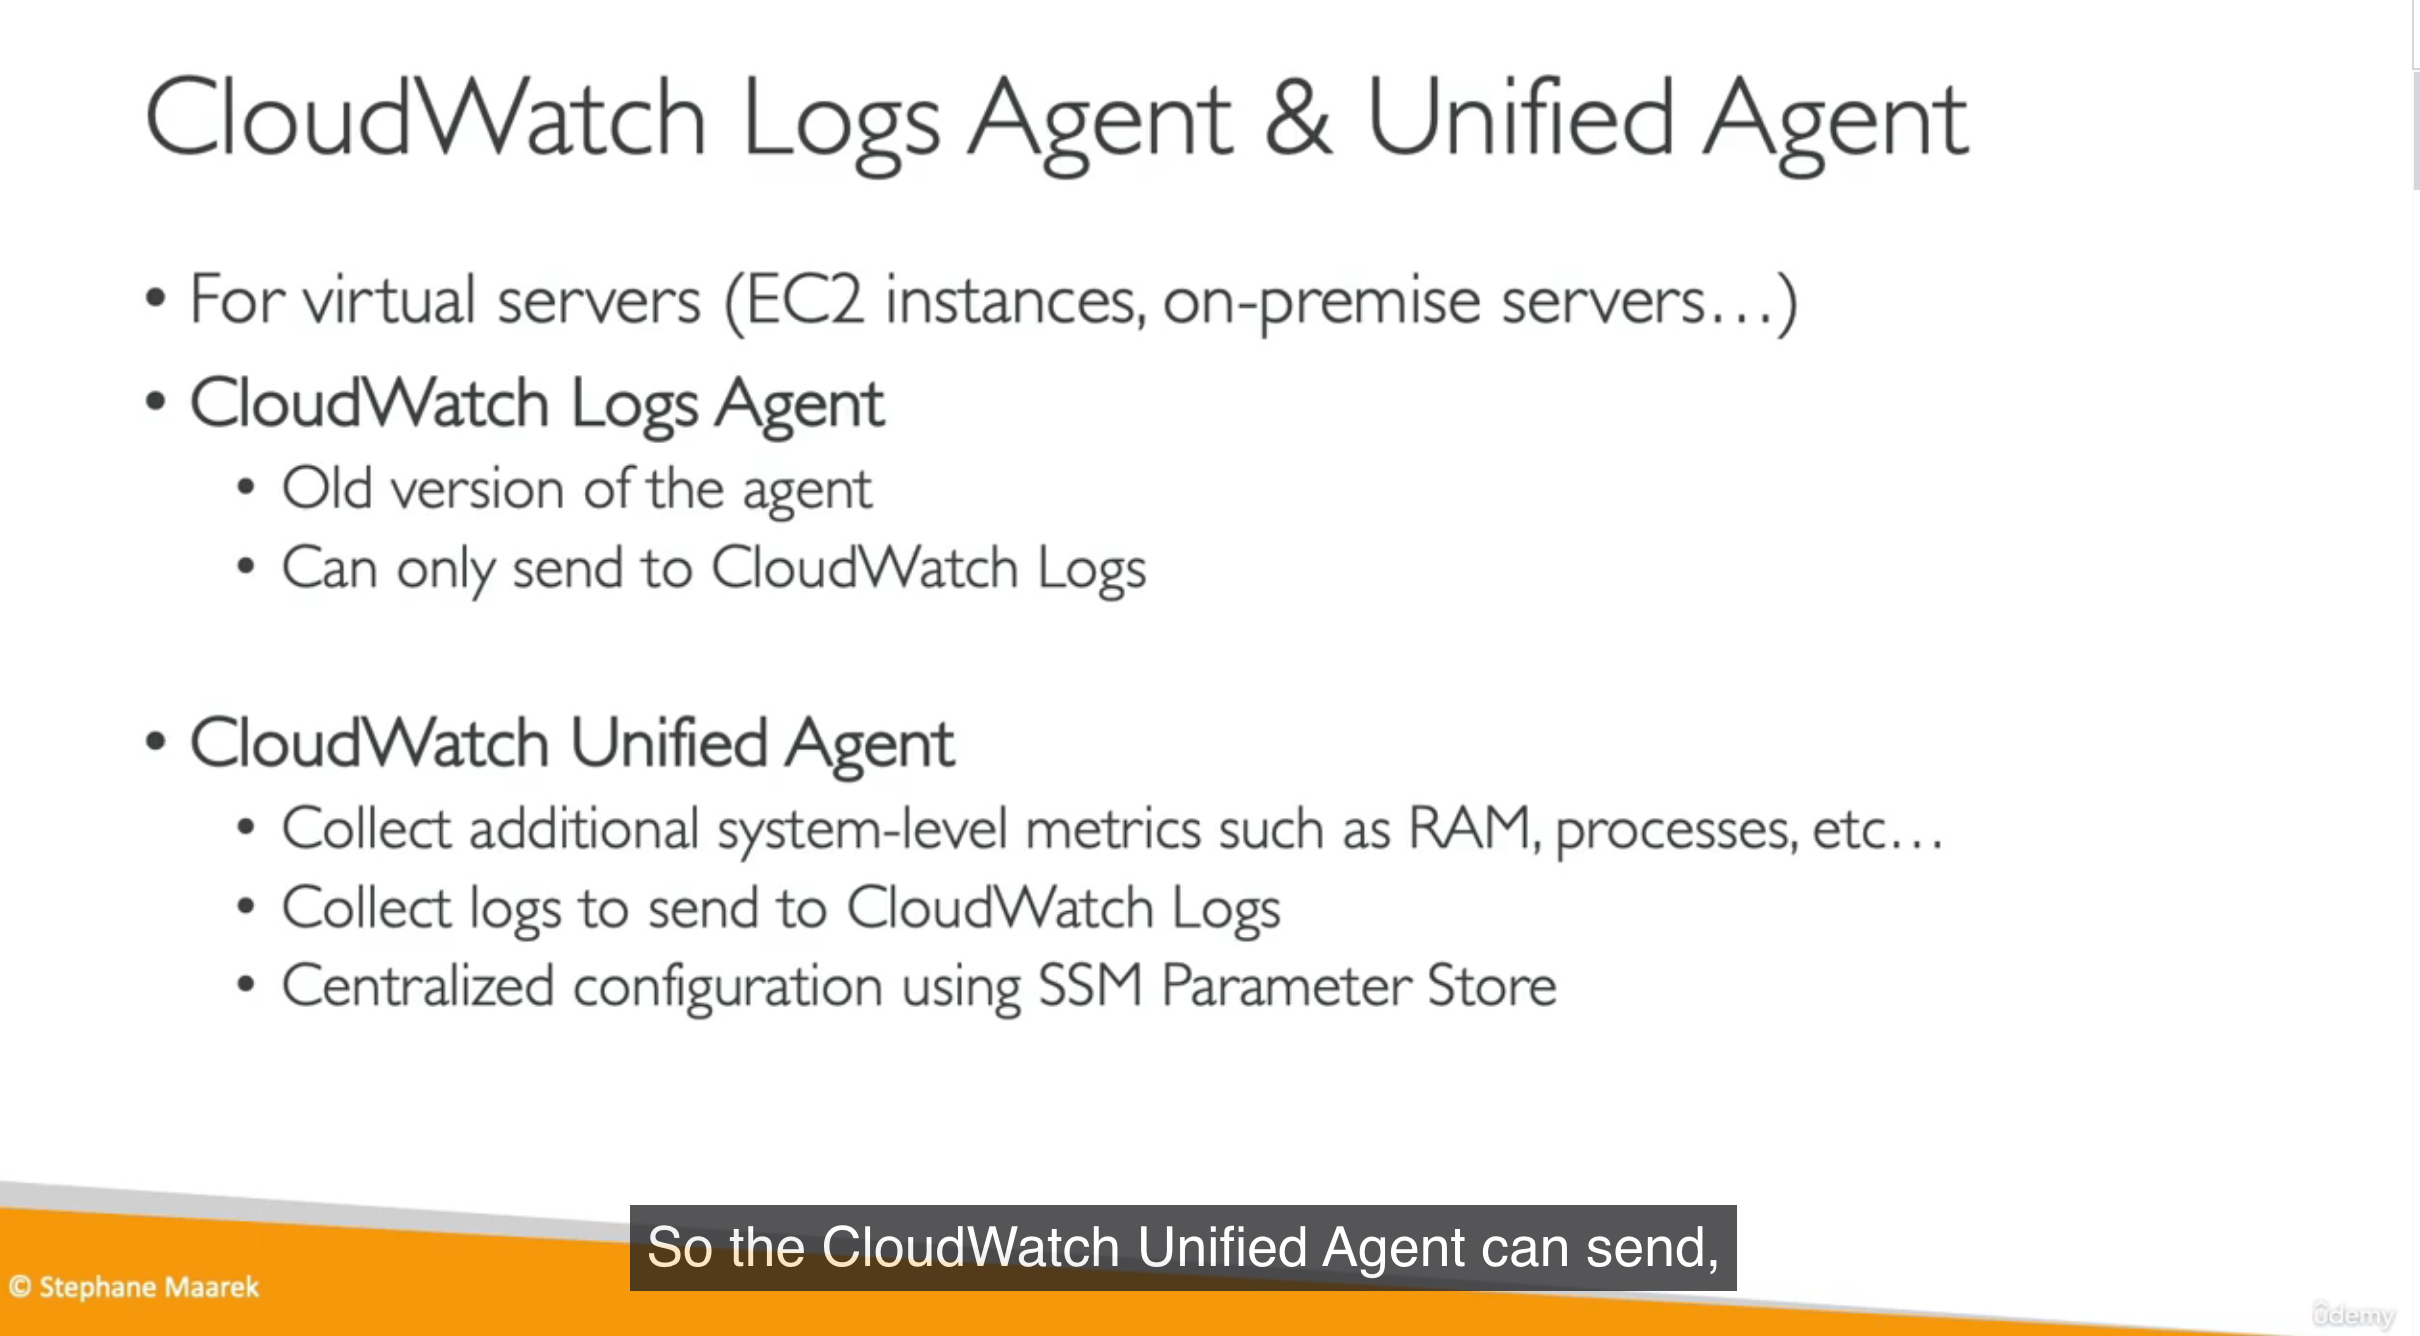 CloudWatch Logs Agent & Unified Agent
• For virtual servers (EC2 instances, on-premise servers…)
• CloudWatch Logs Agent
• Old version of the agent
• Can only send to CloudWatch Logs
• CloudWatch Unified Agent
• Collect additional system-level metrics such as RAM, processes, etc…
• Collect logs to send to CloudWatch Logs
• Centralized configuration using SSM Parameter Store
So the CloudWatch Unified Agent can send,
© Stephane Maarek
ûdemy